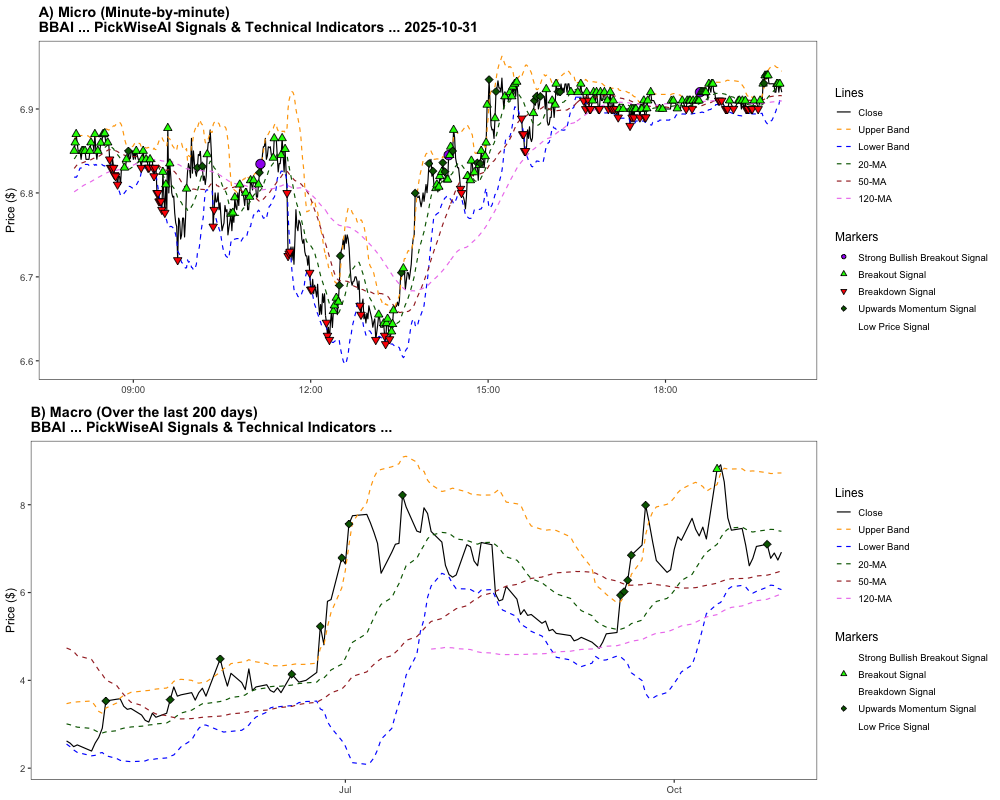 A) Micro (Minute-by-minute)
BBAI ... PickWiseAI Signals & Technical Indicators ... 2025-10-31
Price ($)
6.9
6.8
6.7
6.6
09:00
12:00
15:00
18:00
Lines
Close
Upper Band
Lower Band
20-MA
50-MA
120-MA
Markers
Strong Bullish Breakout Signal
Breakout Signal
Breakdown Signal
Upwards Momentum Signal
Low Price Signal
B) Macro (Over the last 200 days)
BBAI ... PickWiseAI Signals & Technical Indicators ...
Price ($)
8
6
4
2
Jul
Oct
Lines
Close
Upper Band
Lower Band
20-MA
50-MA
120-MA
Markers
Strong Bullish Breakout Signal
Breakout Signal
Breakdown Signal
Upwards Momentum Signal
Low Price Signal